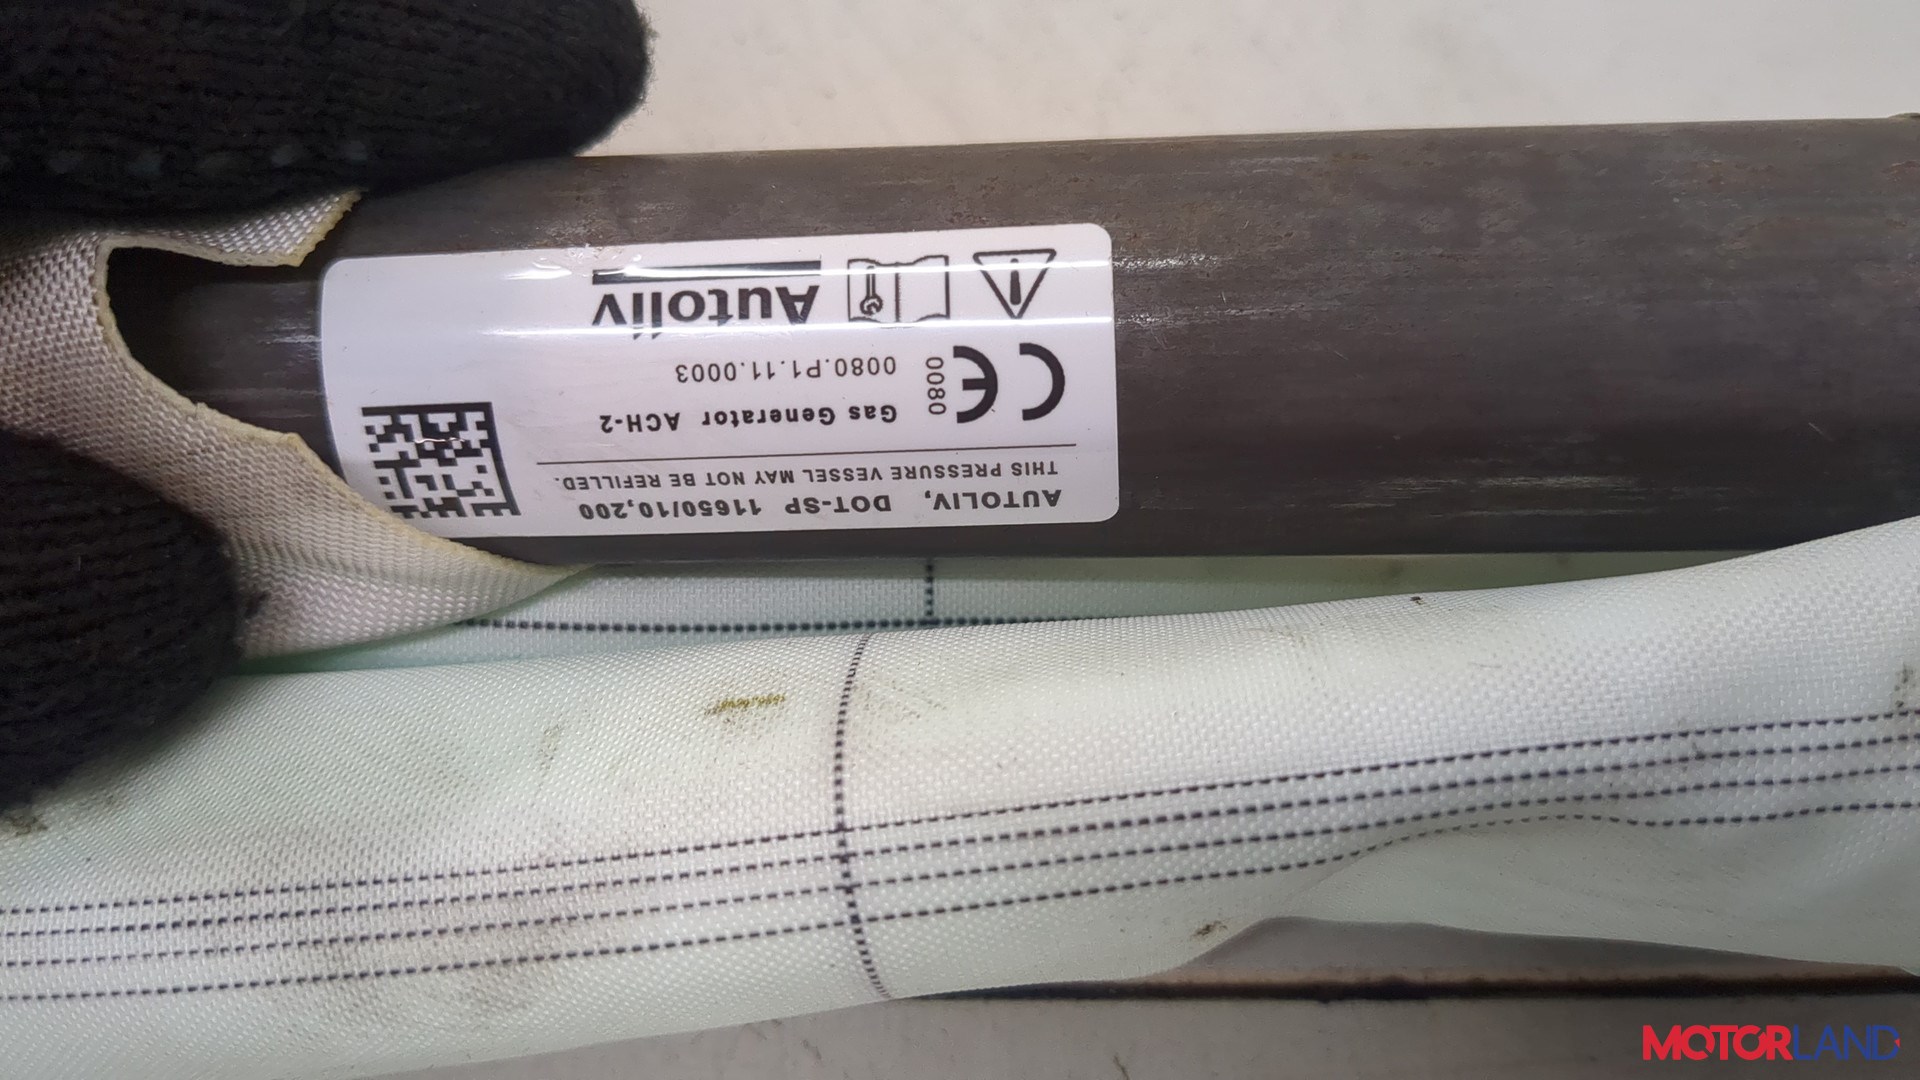 AUTOLIV, DOT-SP 11650/10,200
THIS PRESSURE VESSEL MAY NOT BE REFILLED.
Gas Generator ACH-2
0080.P1.11.0003
CE 0080
Autoliv
MOTORLAND